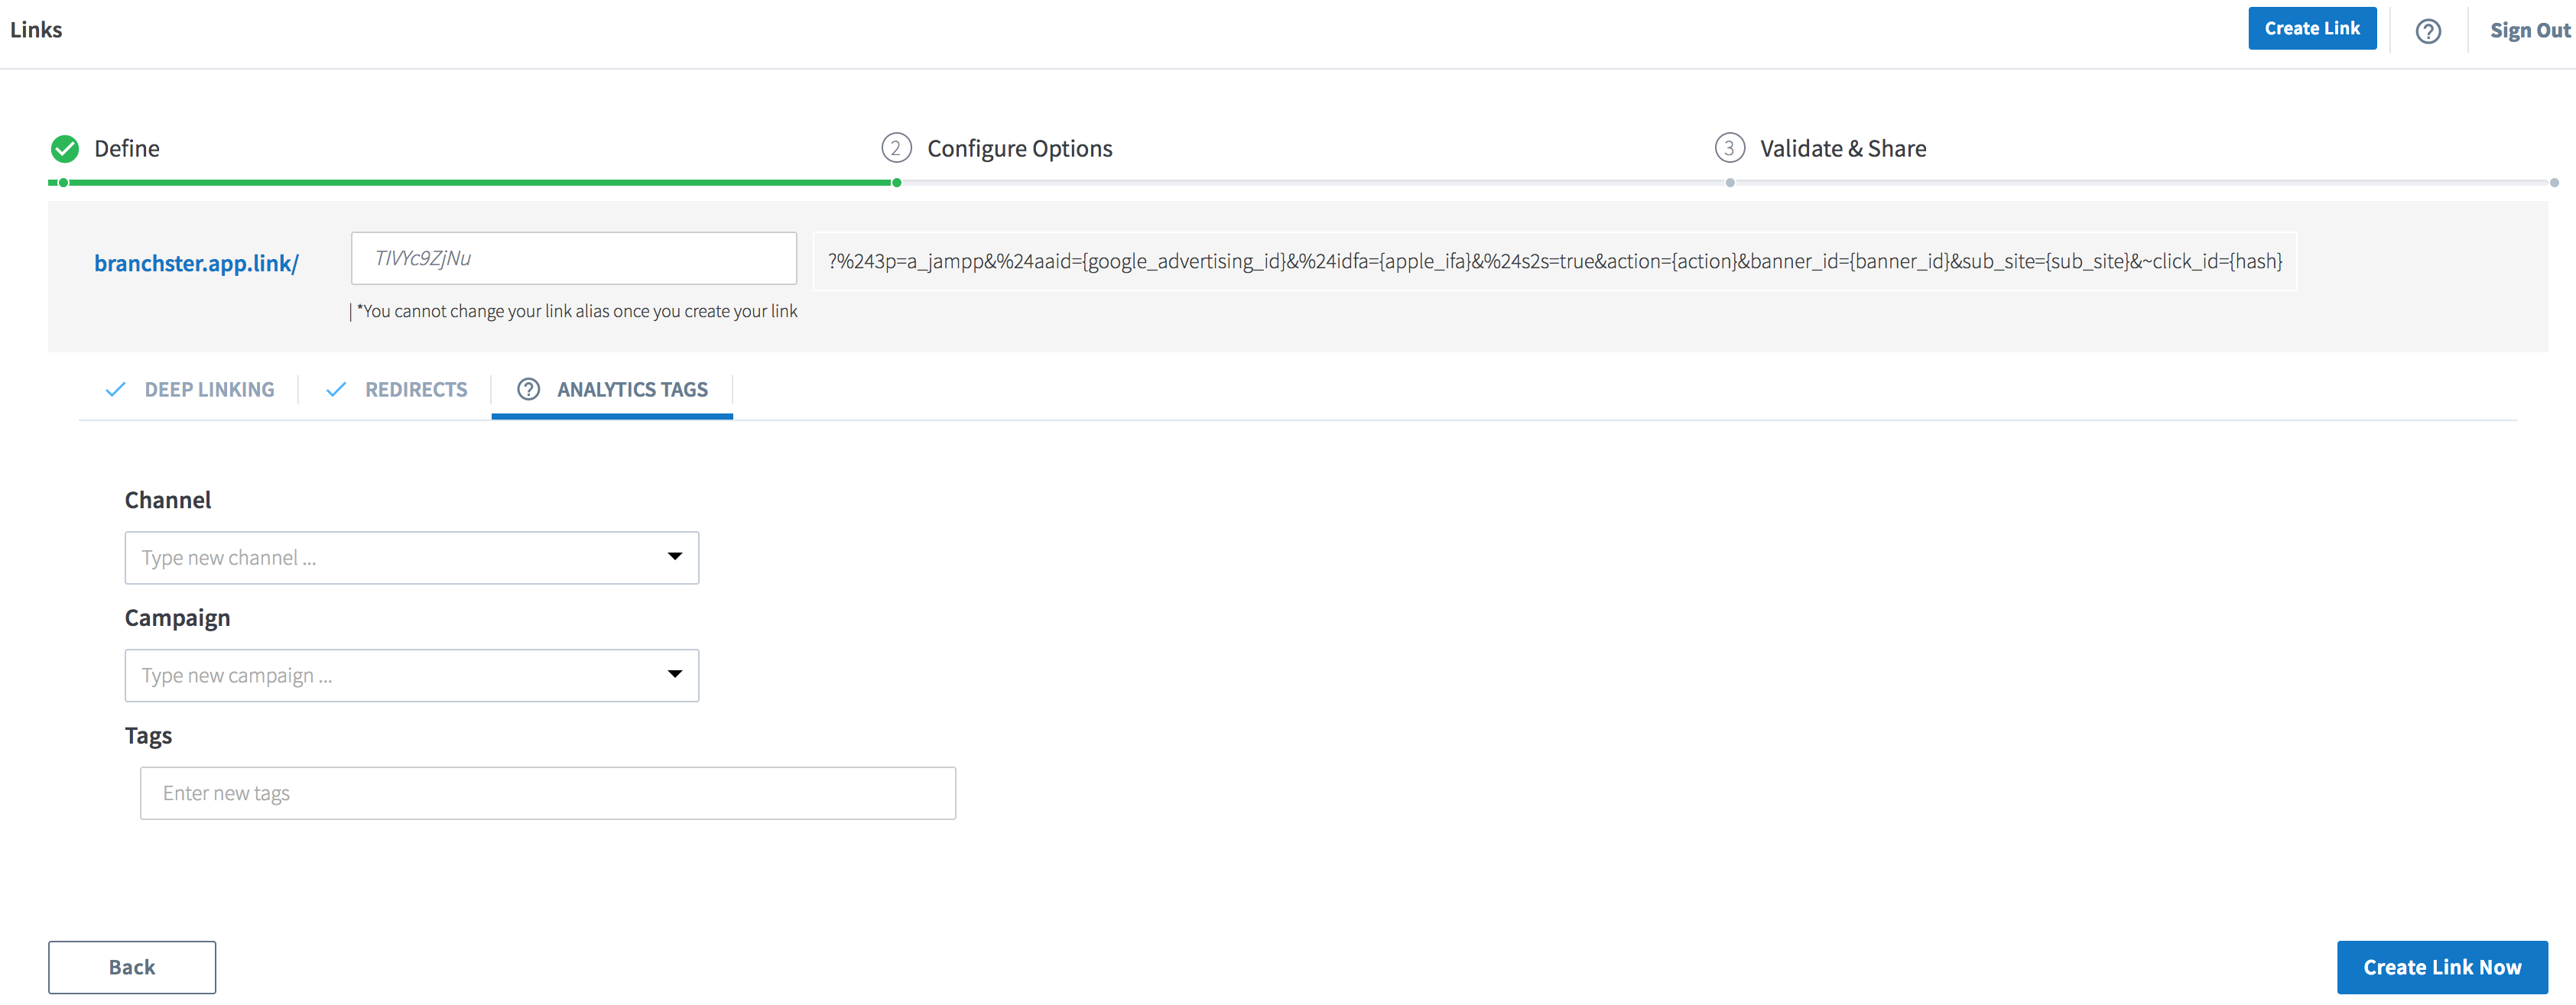 Links
Create Link
Sign Out
Define
2 Configure Options
3 Validate & Share
branchster.app.link/
TIVYc9ZjNu
?%243p=a_jampp&%24aaid={google_advertising_id}&%24idfa={apple_ifa}&%24s2s=true&action={action}&banner_id={banner_id}&sub_site={sub_site}&~click_id={hash}
*You cannot change your link alias once you create your link
DEEP LINKING
REDIRECTS
? ANALYTICS TAGS
Channel
Type new channel ...
Campaign
Type new campaign ...
Tags
Enter new tags
Back
Create Link Now